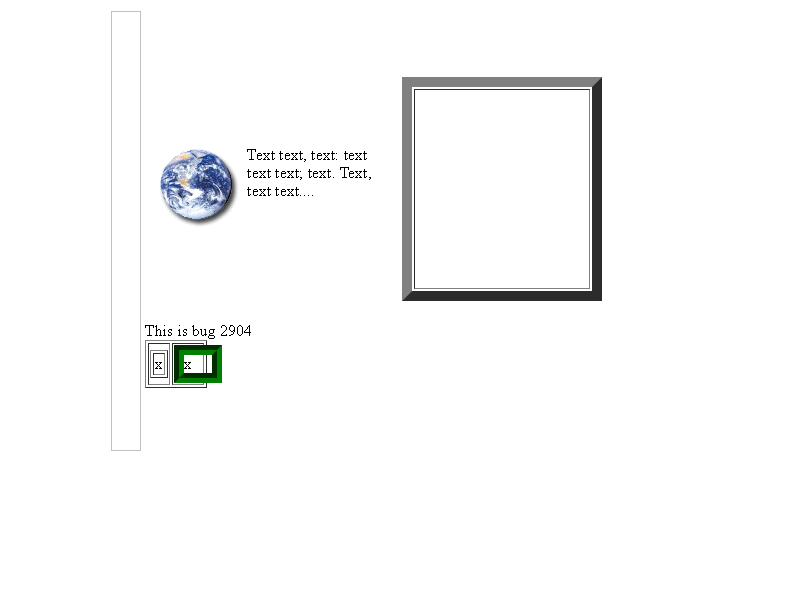 Text text, text: text
text text; text. Text,
text text....
This is bug 2904
x x